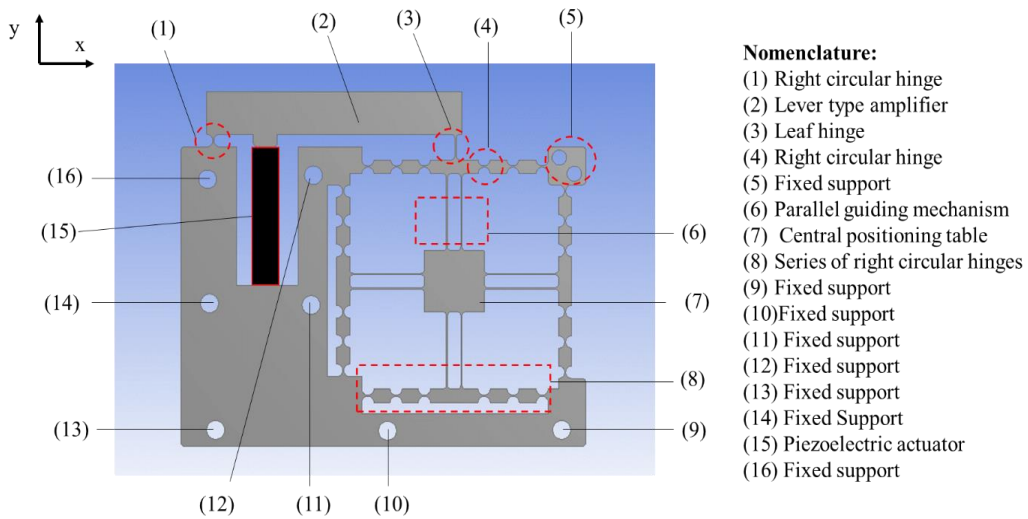 y
x
(1)
(2)
(3)
(4)
(5)
(16)
(15)
(14)
(13)
(12)
(11)
(10)
(9)
(8)
(7)
(6)
Nomenclature:
(1) Right circular hinge
(2) Lever type amplifier
(3) Leaf hinge
(4) Right circular hinge
(5) Fixed support
(6) Parallel guiding mechanism
(7) Central positioning table
(8) Series of right circular hinges
(9) Fixed support
(10)Fixed support
(11) Fixed support
(12) Fixed support
(13) Fixed support
(14) Fixed Support
(15) Piezoelectric actuator
(16) Fixed support